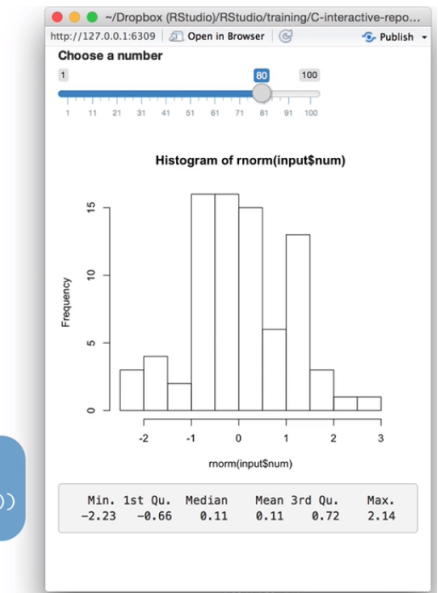 ~/Dropbox (RStudio)/RStudio/training/C-interactive-repo...
http://127.0.0.1:6309 Open in Browser Publish
Choose a number
1 80 100
1 11 21 31 41 51 61 71 81 91 100
Histogram of rnorm(input$num)
Frequency
15
10
5
0
-2 -1 0 1 2 3
rnorm(input$num)
Min. 1st Qu. Median Mean 3rd Qu. Max.
-2.23 -0.66 0.11 0.11 0.72 2.14
))